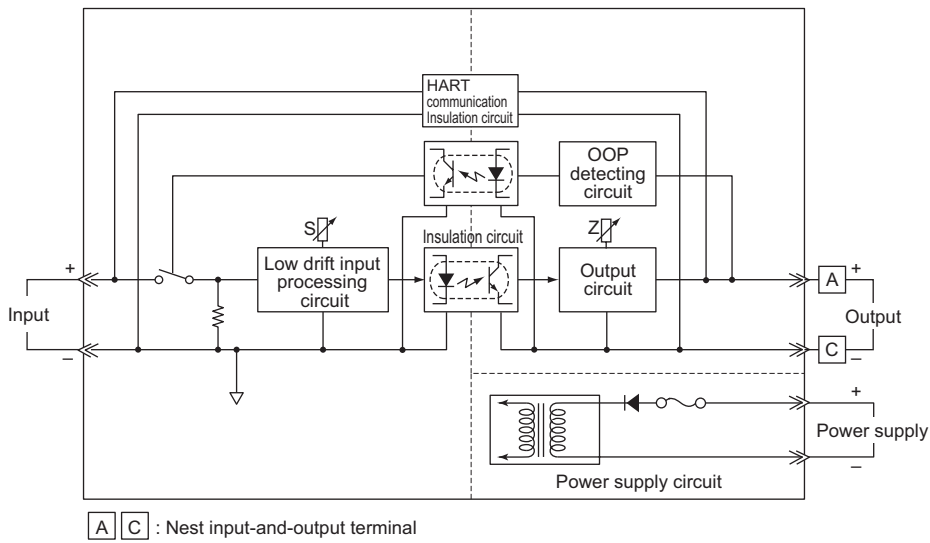 HART
communication
Insulation circuit
OOP
detecting
circuit
S
Insulation circuit
Z
Low drift input
processing
circuit
Output
circuit
+
Input
–
A
+
Output
C
–
+
Power supply
–
Power supply circuit
A C : Nest input-and-output terminal